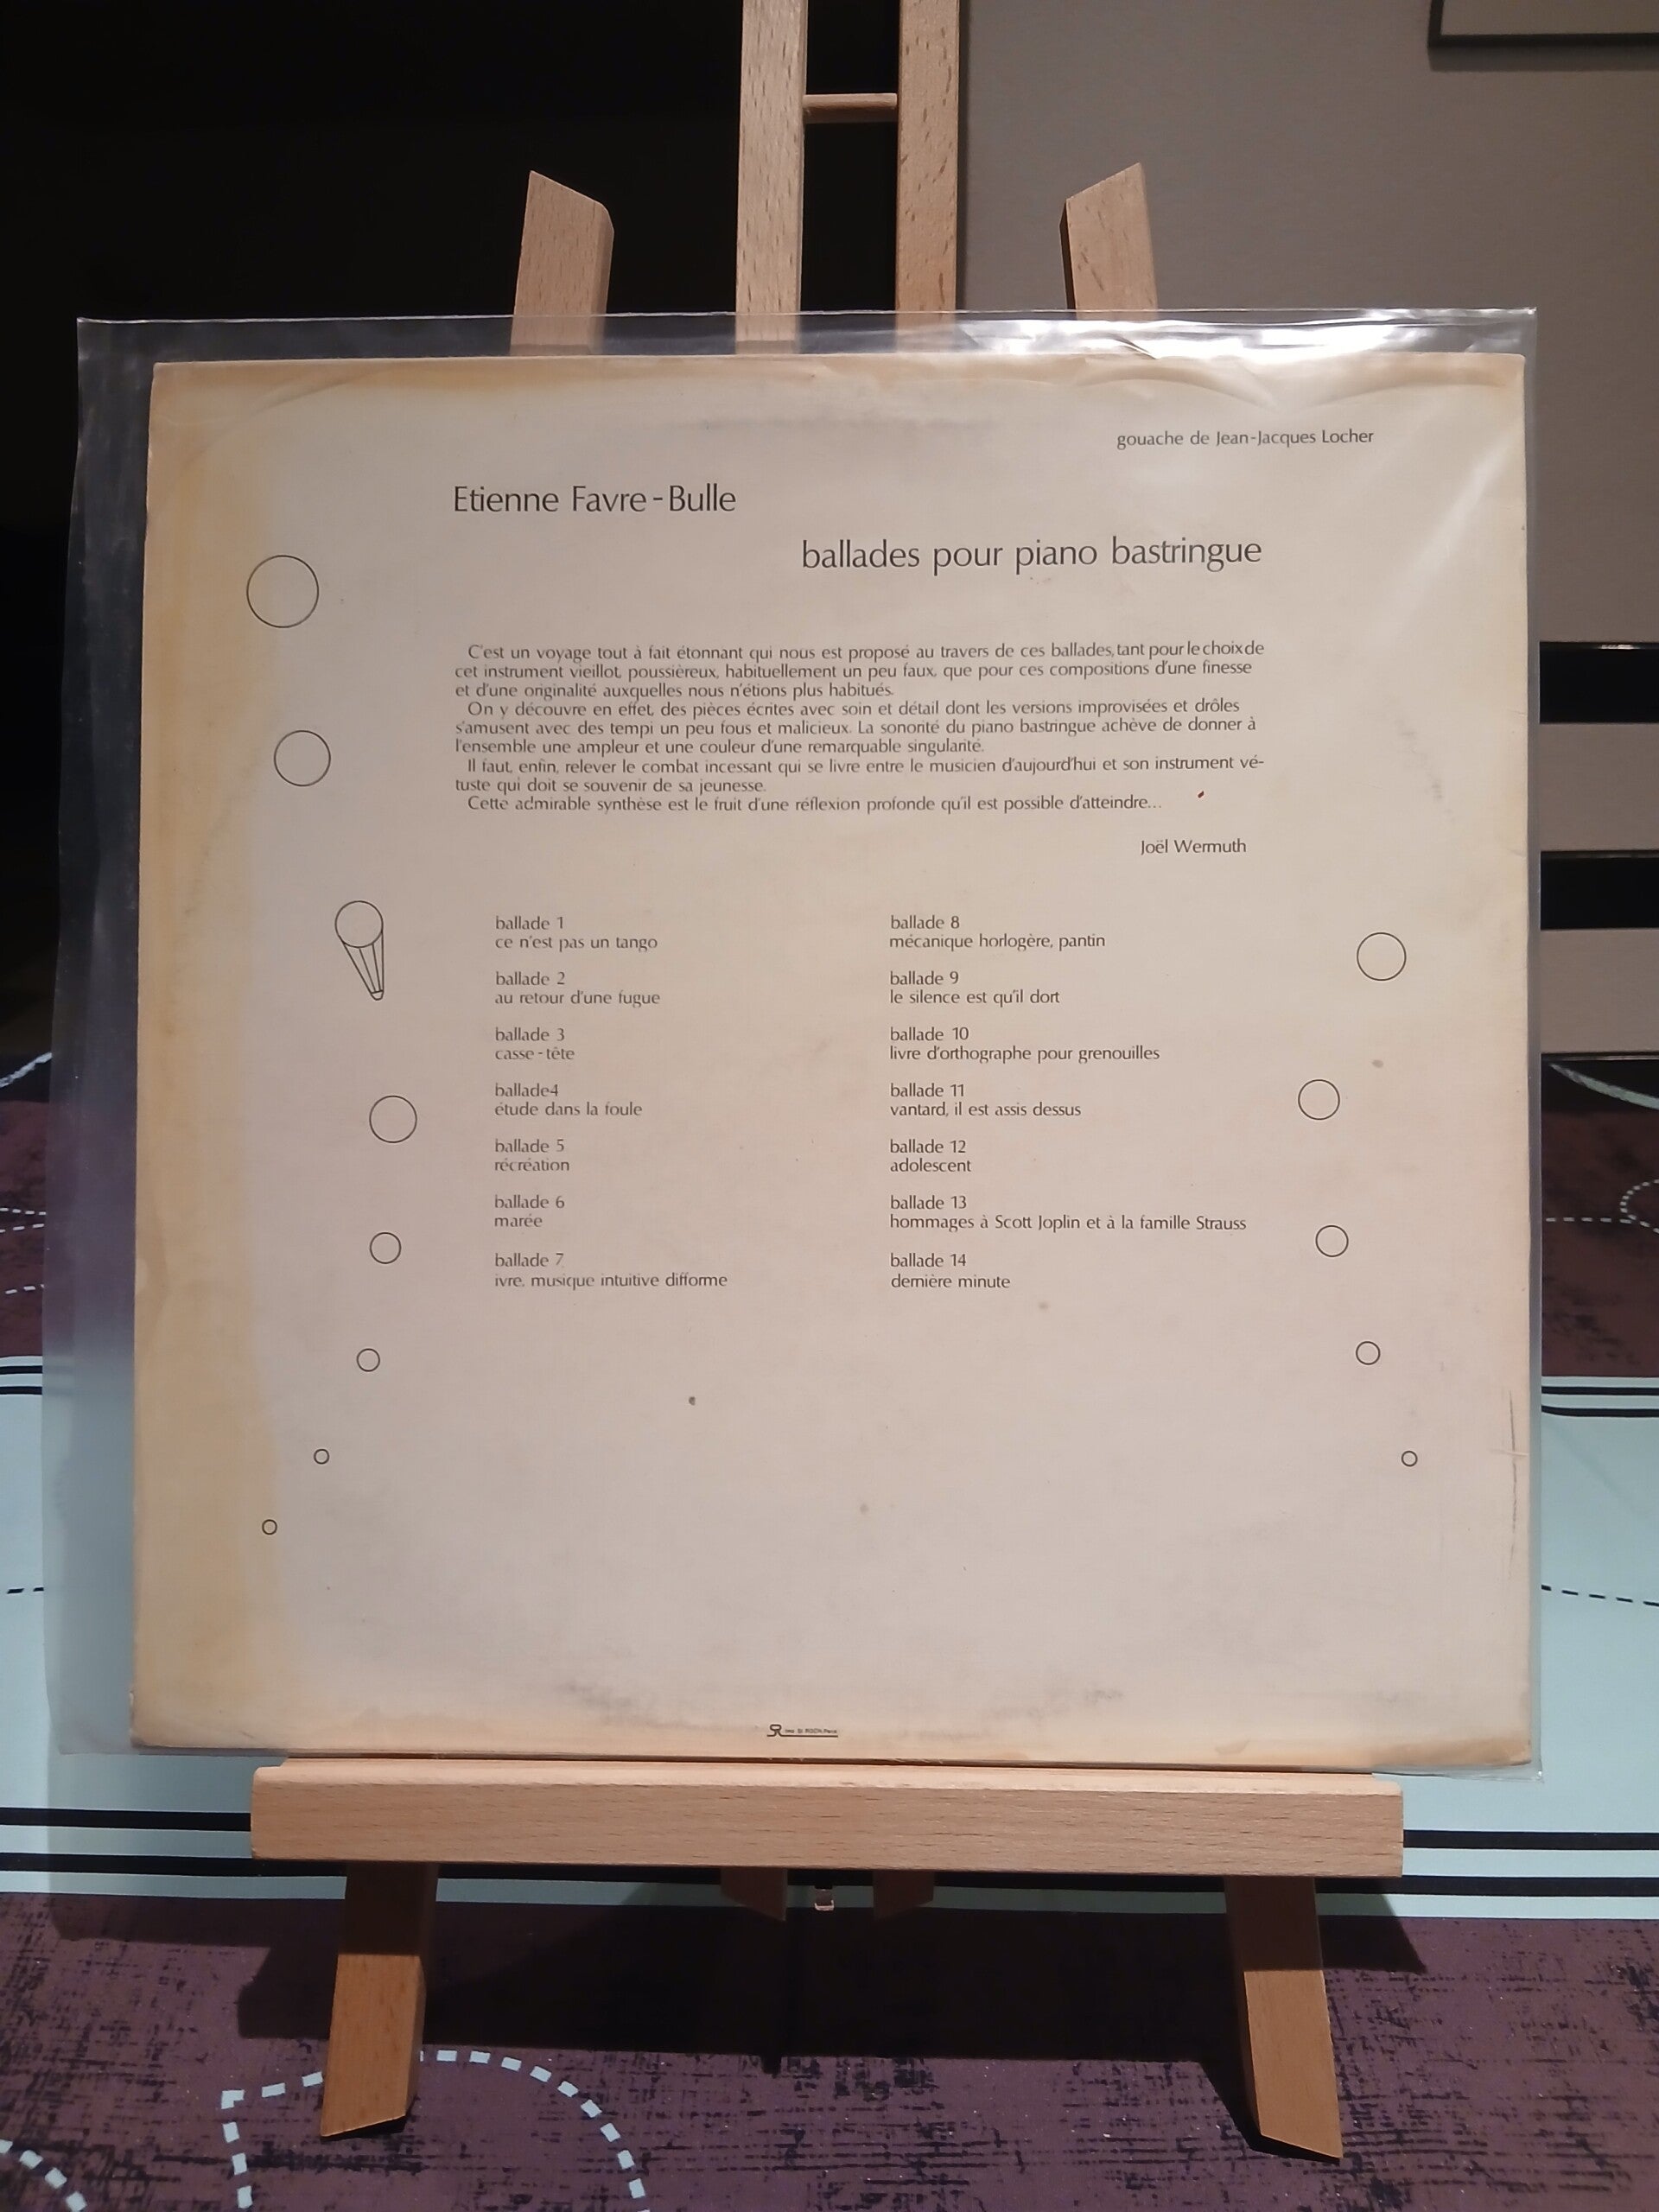 gouache de Jean-Jacques Locher
Etienne Favre-Bulle
ballades pour piano bastringue
C'est un voyage tout à fait étonnant qui nous est proposé au travers de ces ballades, tant pour le choix de
cet instrument vieillot, poussièreux, habituellement un peu faux, que pour ces compositions d'une finesse
et d'une originalité auxquelles nous n'étions plus habitués.
On y découvre en effet, des pièces écrites avec soin et détail dont les versions improvisées et drôles
s'amusent avec des tempi un peu fous et malicieux. La sonorité du piano bastringue achève de donner à
l'ensemble une ampleur et une couleur d'une remarquable singularité.
Il faut, enfin, relever le combat incessant qui se livre entre le musicien d'aujourd'hui et son instrument vé-
tuste qui doit se souvenir de sa jeunesse.
Cette admirable synthèse est le fruit d'une réflexion profonde qu'il est possible d'atteindre...
Joël Wermuth
ballade 1
ce n'est pas un tango
ballade 2
au retour d'une fugue
ballade 3
casse-tête
ballade4
étude dans la foule
ballade 5
récréation
ballade 6
marée
ballade 7
ivre, musique intuitive difforme
ballade 8
mécanique horlogère, pantin
ballade 9
le silence est qu'il dort
ballade 10
livre d'orthographe pour grenouilles
ballade 11
vantard, il est assis dessus
ballade 12
adolescent
ballade 13
hommages à Scott Joplin et à la famille Strauss
ballade 14
dernière minute
SR